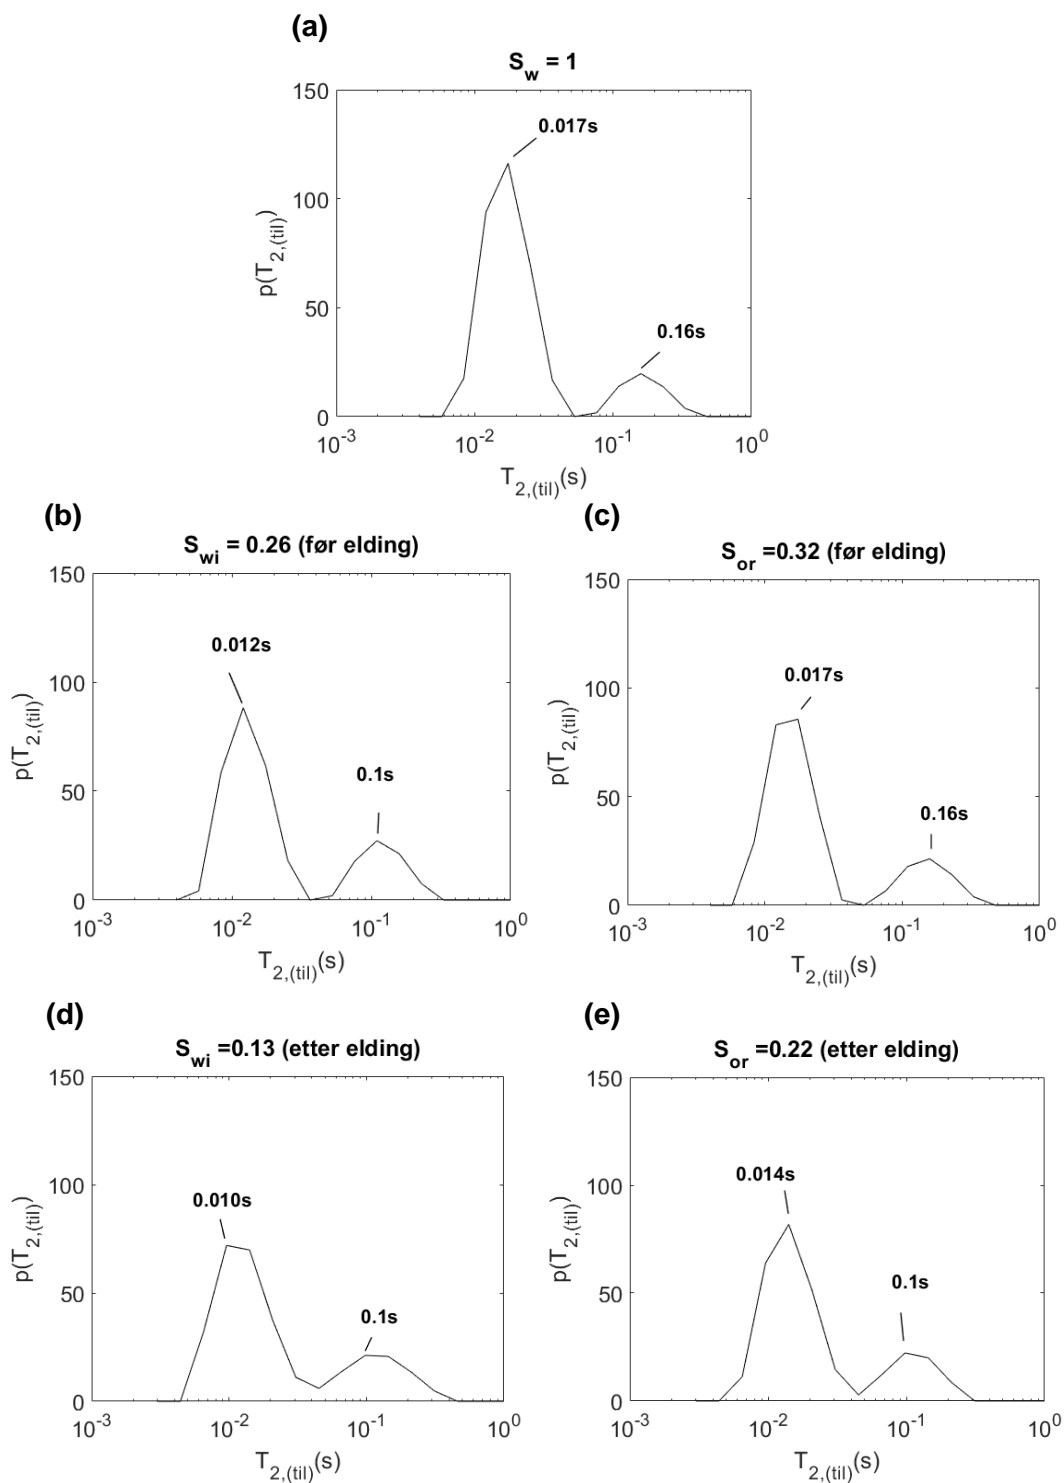 (a)
S_w = 1
150
100
50
0
p(T_2,(til))
0.017s
0.16s
10^-3 10^-2 10^-1 10^0
T_2,(til)(s)
(b)
S_wi = 0.26 (før elding)
150
100
50
0
p(T_2,(til))
0.012s
0.1s
10^-3 10^-2 10^-1 10^0
T_2,(til)(s)
(c)
S_or =0.32 (før elding)
150
100
50
0
p(T_2,(til))
0.017s
0.16s
10^-3 10^-2 10^-1 10^0
T_2,(til)(s)
(d)
S_wi =0.13 (etter elding)
150
100
50
0
p(T_2,(til))
0.010s
0.1s
10^-3 10^-2 10^-1 10^0
T_2,(til)(s)
(e)
S_or =0.22 (etter elding)
150
100
50
0
p(T_2,(til))
0.014s
0.1s
10^-3 10^-2 10^-1 10^0
T_2,(til)(s)